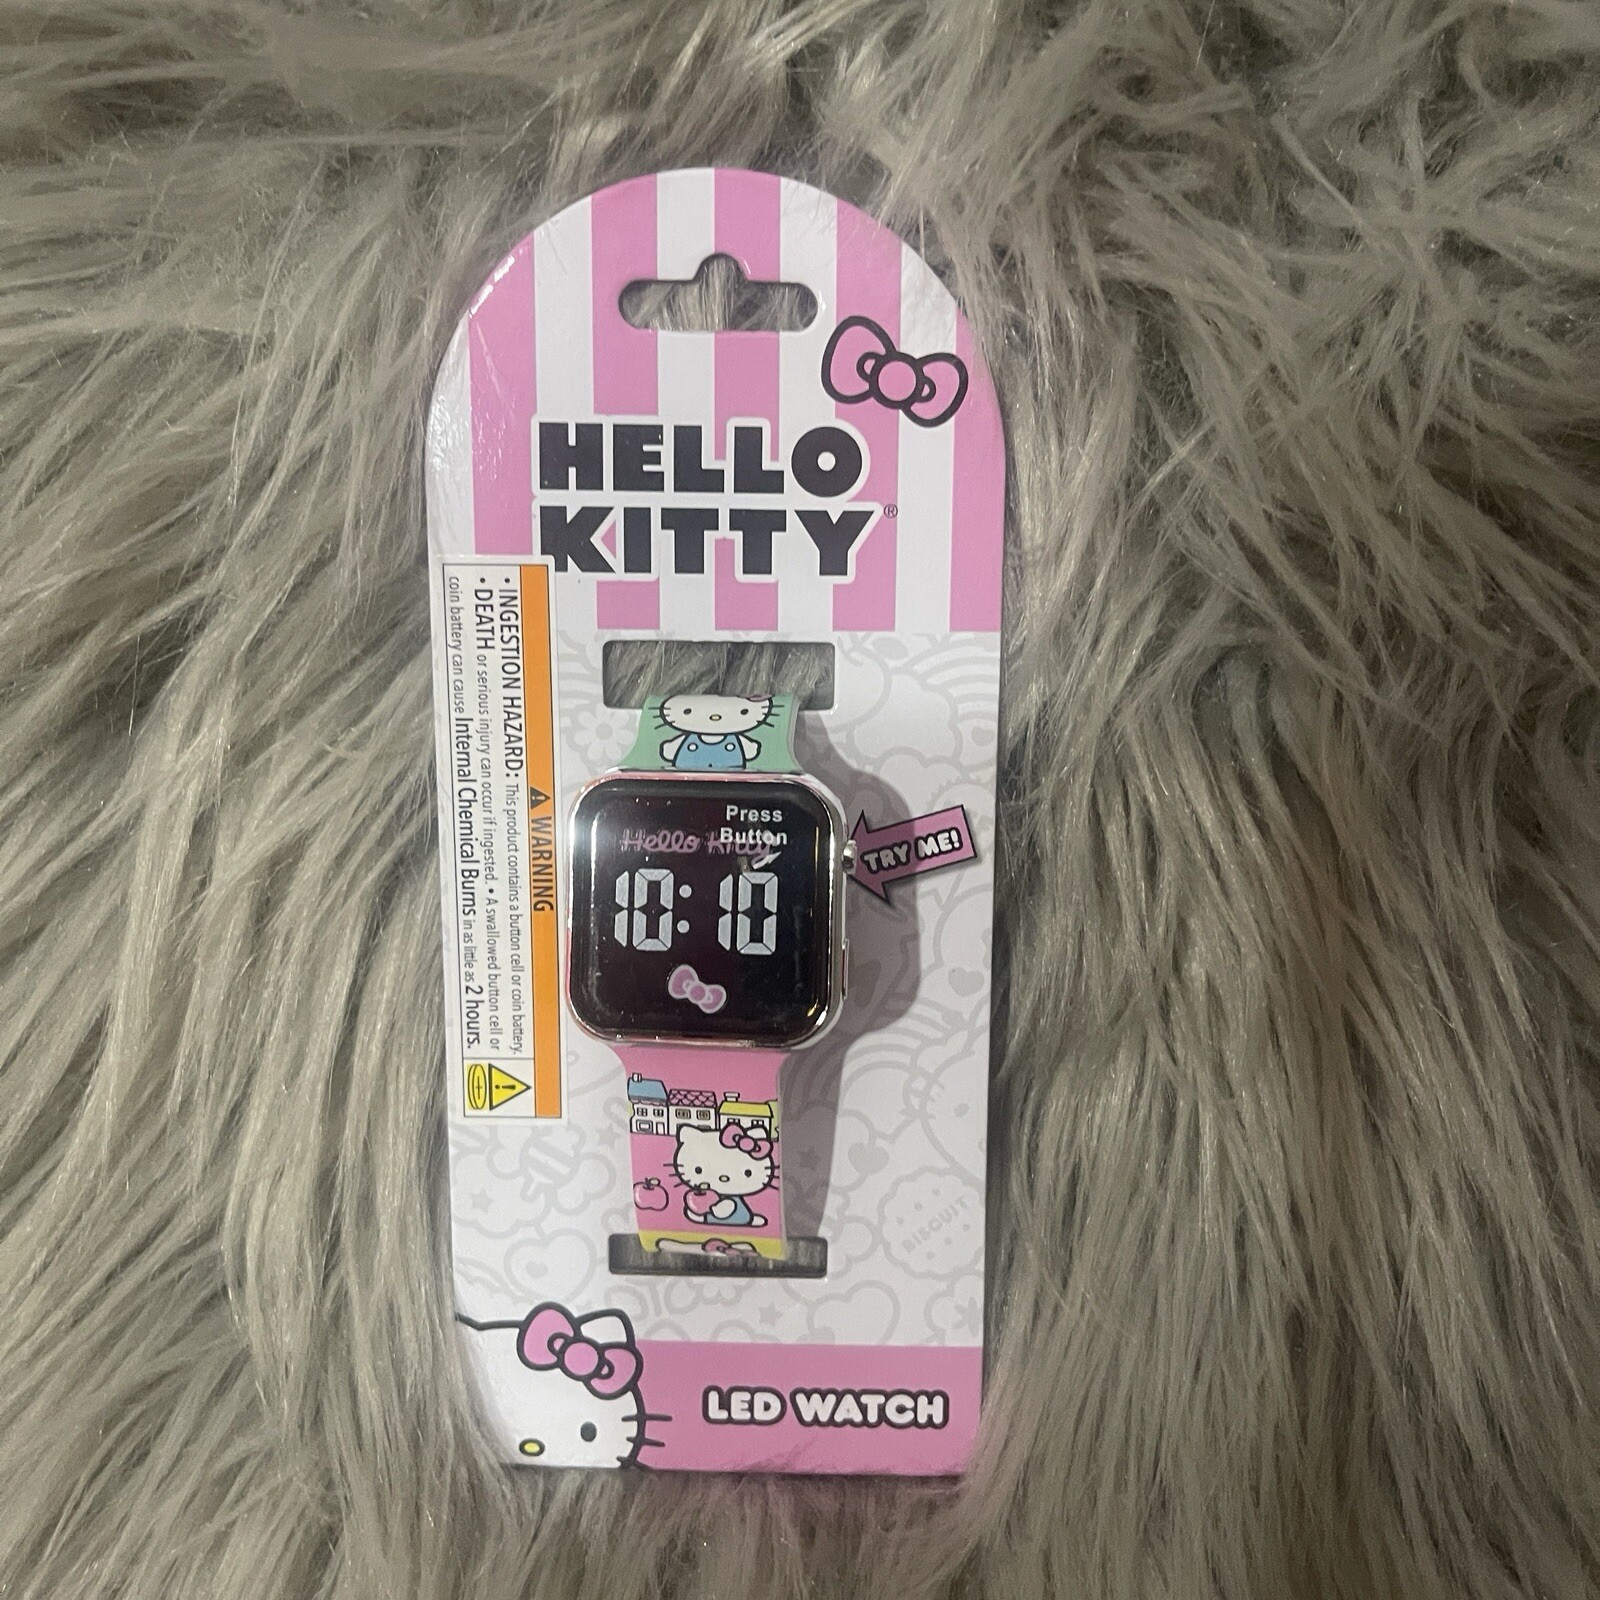 HELLO
KITTY®
⚠ WARNING
• INGESTION HAZARD: This product contains a button cell or coin battery.
• DEATH or serious injury can occur if ingested. • A swallowed button cell or
coin battery can cause Internal Chemical Burns in as little as 2 hours.
Press
Button
Hello Kitty
10:10
TRY ME!
BISCUIT
LED WATCH